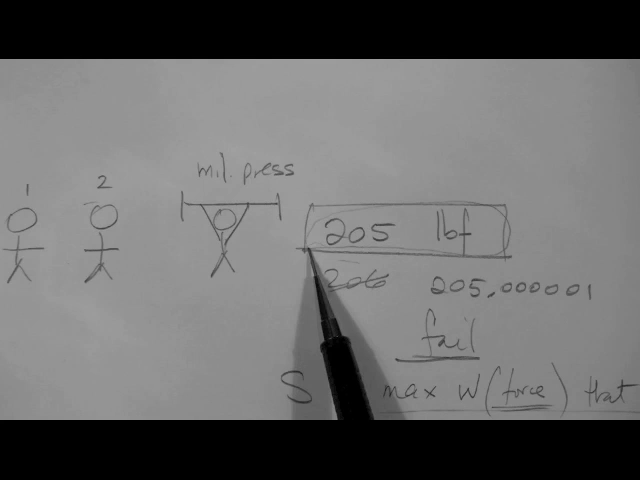 1 2 mil. press
205 lbf
206 205.000001
fail
S max W (force) that